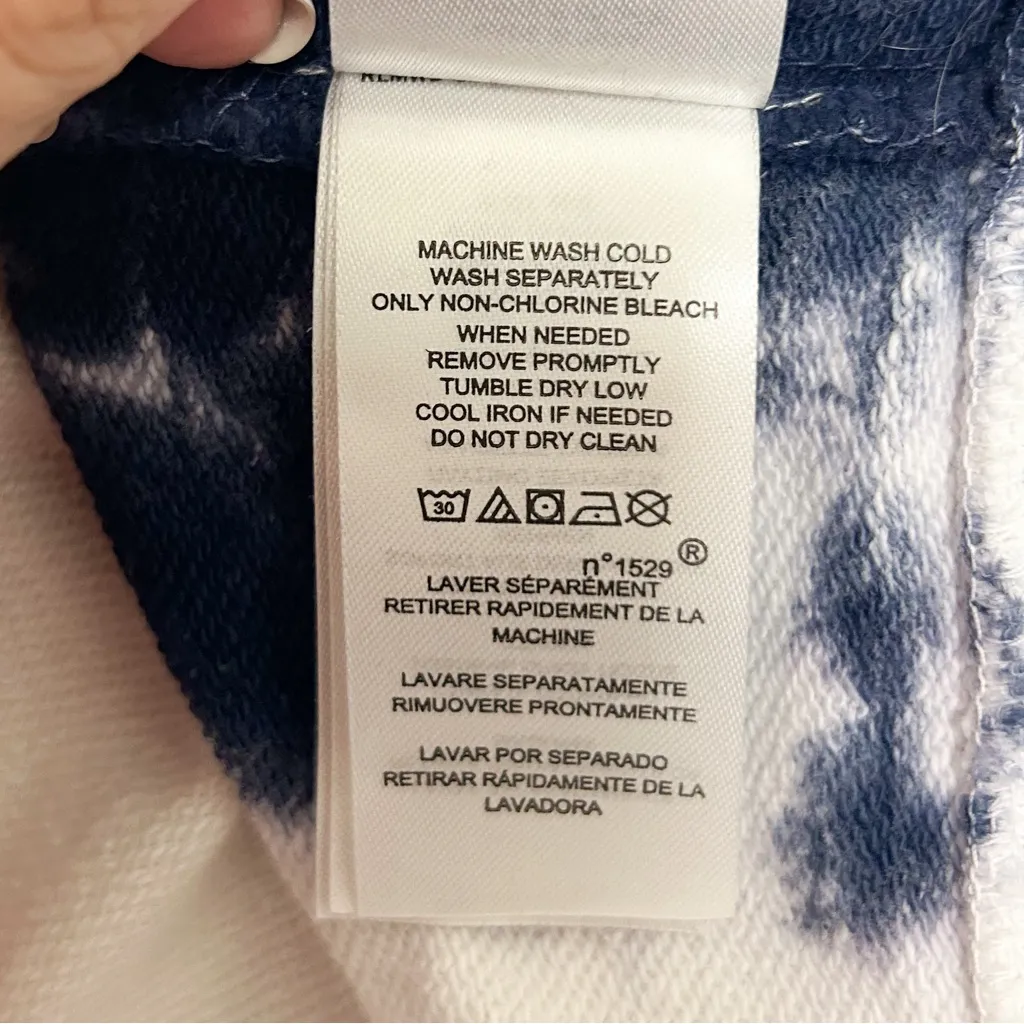 MACHINE WASH COLD
WASH SEPARATELY
ONLY NON-CHLORINE BLEACH
WHEN NEEDED
REMOVE PROMPTLY
TUMBLE DRY LOW
COOL IRON IF NEEDED
DO NOT DRY CLEAN
30
n°1529®
LAVER SÉPARÉMENT
RETIRER RAPIDEMENT DE LA
MACHINE
LAVARE SEPARATAMENTE
RIMUOVERE PRONTAMENTE
LAVAR POR SEPARADO
RETIRAR RÁPIDAMENTE DE LA
LAVADORA